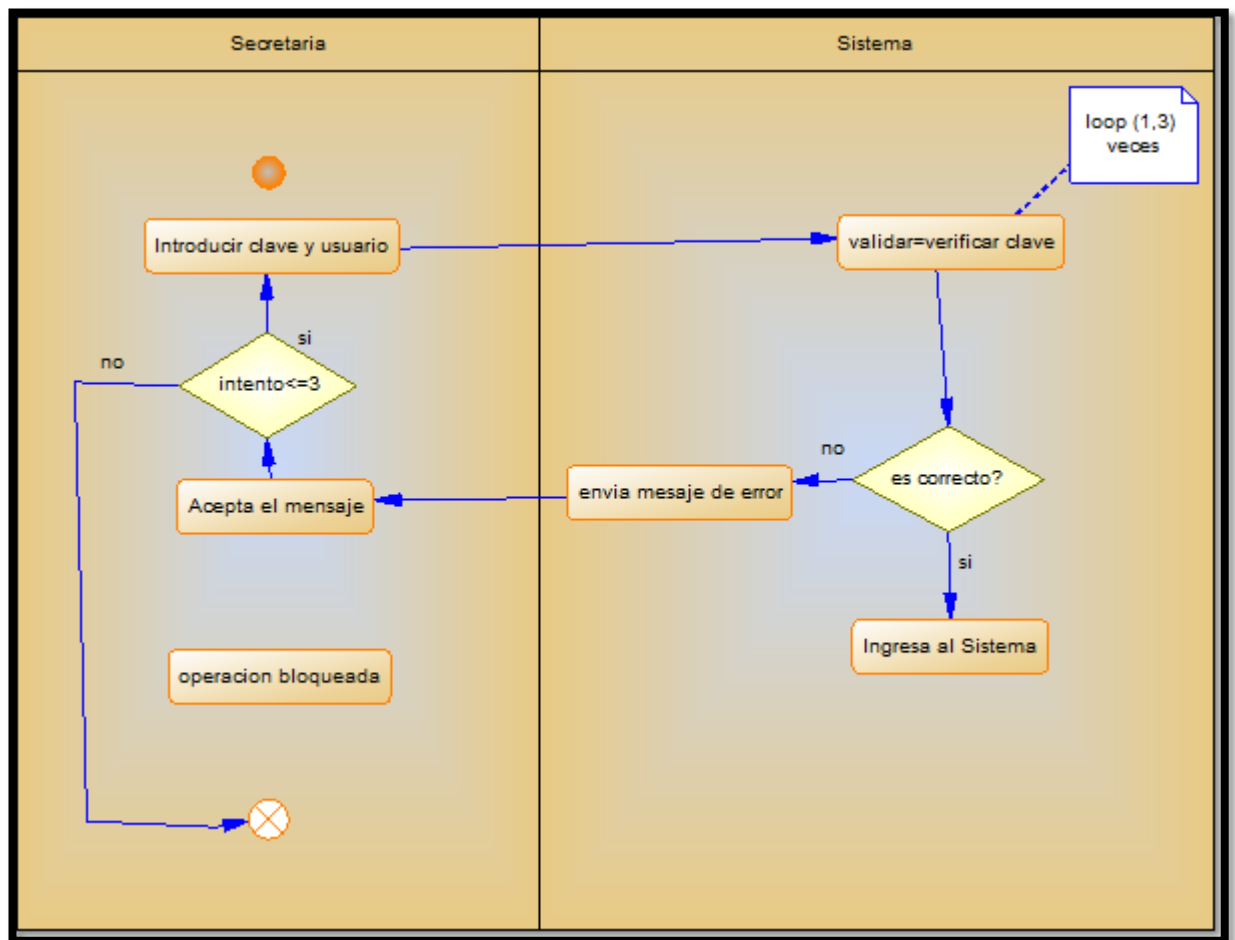 Secretaria
Sistema
loop (1,3)
veces
Introducir clave y usuario
validar=verificar clave
si
no
intento<=3
no
es correcto?
envia mesaje de error
Acepta el mensaje
si
Ingresa al Sistema
operacion bloqueada